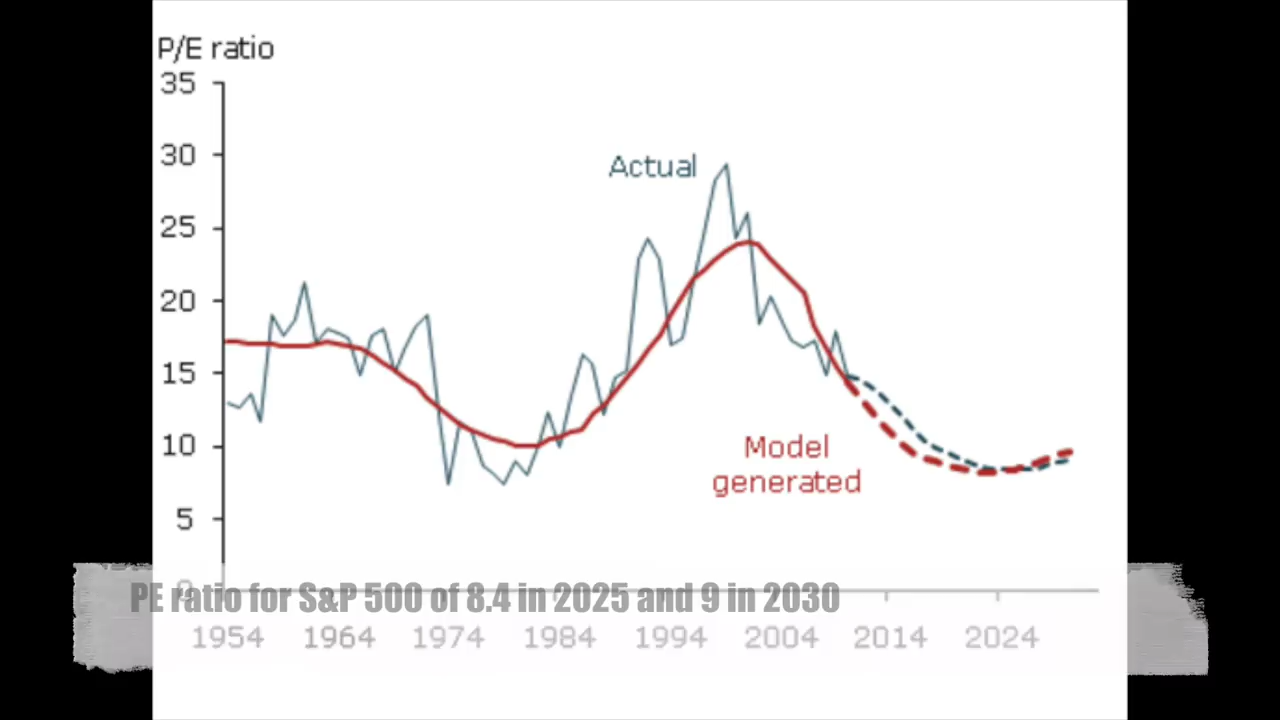 P/E ratio
35
30
Actual
25
20
15
10
Model
generated
5
0
PE ratio for S&P 500 of 8.4 in 2025 and 9 in 2030
1954 1964 1974 1984 1994 2004 2014 2024